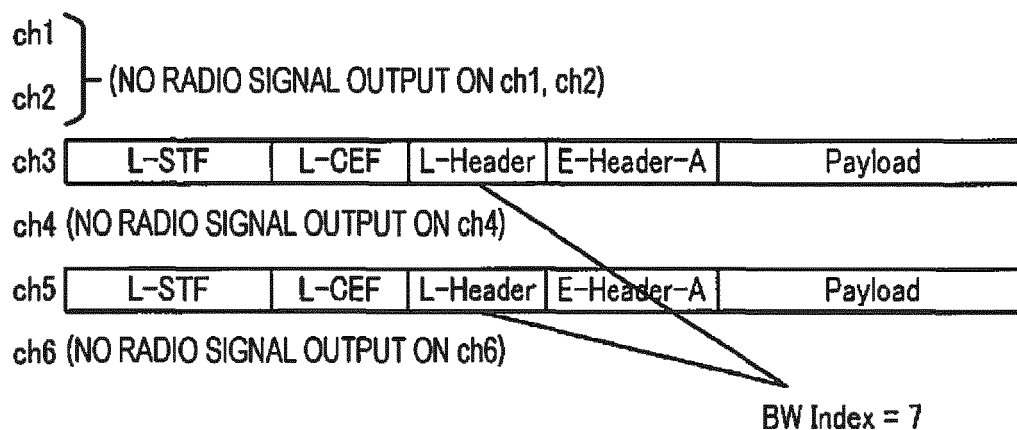 ch1
ch2
(NO RADIO SIGNAL OUTPUT ON ch1, ch2)
ch3 L-STF L-CEF L-Header E-Header-A Payload
ch4 (NO RADIO SIGNAL OUTPUT ON ch4)
ch5 L-STF L-CEF L-Header E-Header-A Payload
ch6 (NO RADIO SIGNAL OUTPUT ON ch6)
BW Index = 7